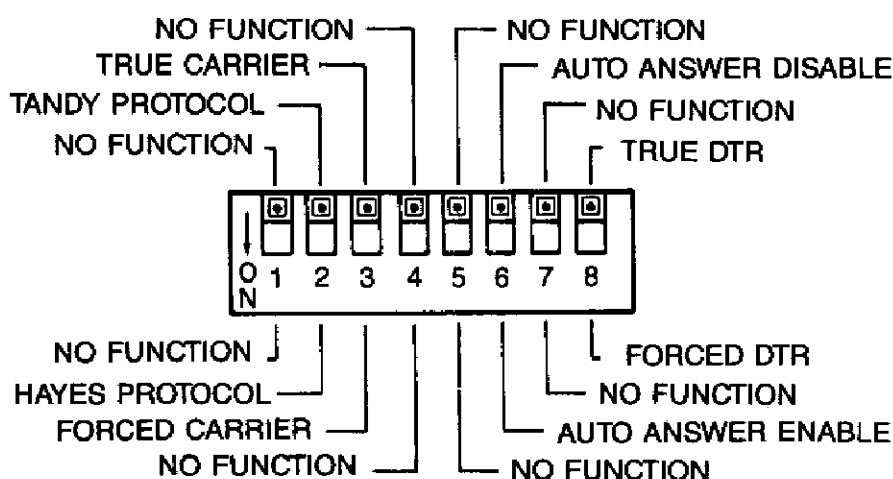 NO FUNCTION
NO FUNCTION
TRUE CARRIER
AUTO ANSWER DISABLE
TANDY PROTOCOL
NO FUNCTION
NO FUNCTION
TRUE DTR
ON
1 2 3 4 5 6 7 8
NO FUNCTION
FORCED DTR
HAYES PROTOCOL
NO FUNCTION
FORCED CARRIER
AUTO ANSWER ENABLE
NO FUNCTION
NO FUNCTION